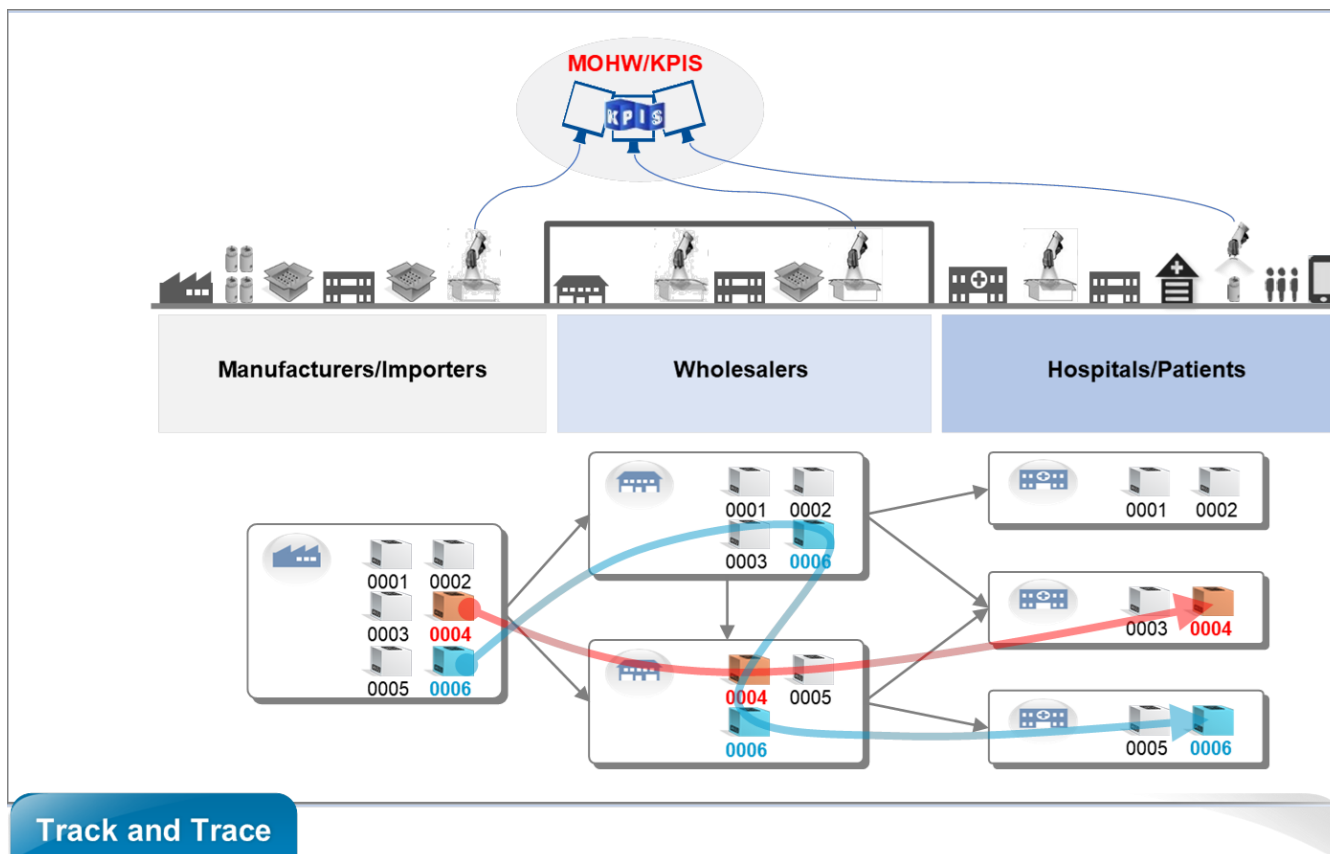 MOHW/KPIS
KPIS
Manufacturers/Importers
Wholesalers
Hospitals/Patients
0001 0002
0003 0004
0005 0006
0001 0002
0003 0006
0004 0005
0006
0001 0002
0003 0004
0005 0006
Track and Trace